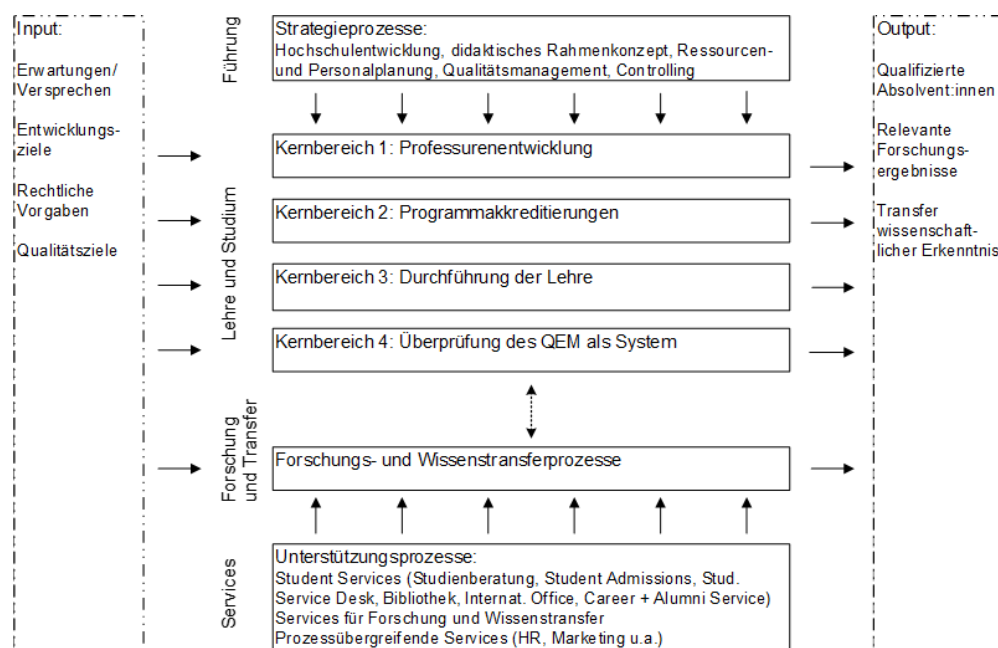 Input:
Erwartungen/
Versprechen
Entwicklungs-
ziele
Rechtliche
Vorgaben
Qualitätsziele
Führung
Strategieprozesse:
Hochschulentwicklung, didaktisches Rahmenkonzept, Ressourcen-
und Personalplanung, Qualitätsmanagement, Controlling
Lehre und Studium
Kernbereich 1: Professurenentwicklung
Kernbereich 2: Programmakkreditierungen
Kernbereich 3: Durchführung der Lehre
Kernbereich 4: Überprüfung des QEM als System
Forschung
und Transfer
Forschungs- und Wissenstransferprozesse
Services
Unterstützungsprozesse:
Student Services (Studienberatung, Student Admissions, Stud.
Service Desk, Bibliothek, Internat. Office, Career + Alumni Service)
Services für Forschung und Wissenstransfer
Prozessübergreifende Services (HR, Marketing u.a.)
Output:
Qualifizierte
Absolvent:innen
Relevante
Forschungs-
ergebnisse
Transfer
wissenschaft-
licher Erkenntnis